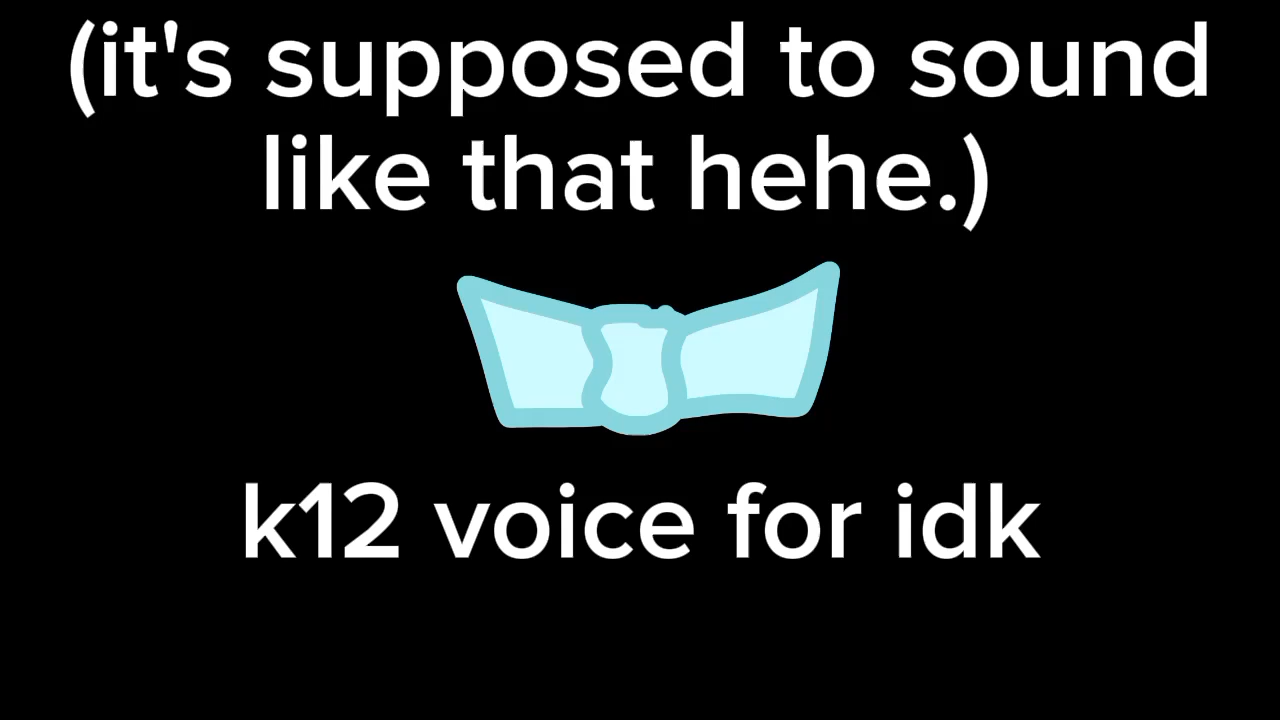 (it's supposed to sound
like that hehe.)
k12 voice for idk